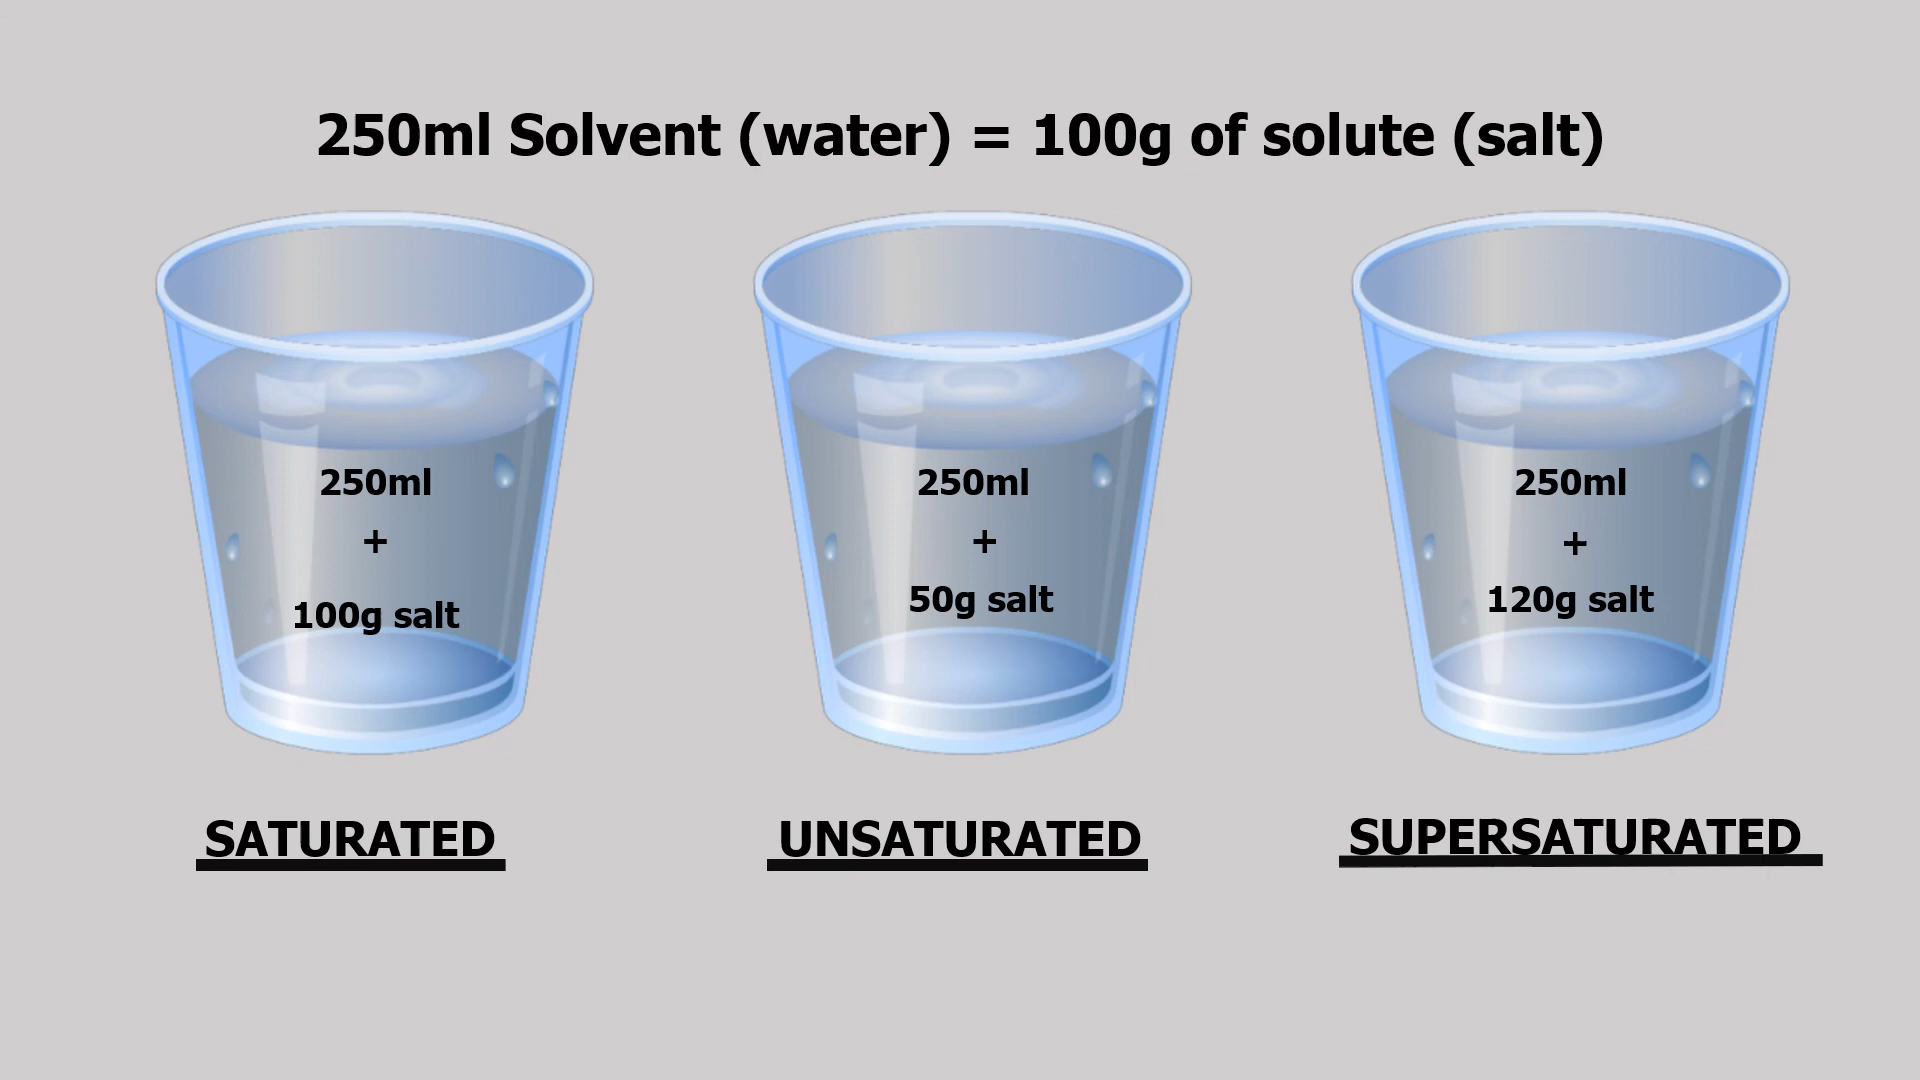 250ml Solvent (water) = 100g of solute (salt)
250ml
+
100g salt
250ml
+
50g salt
250ml
+
120g salt
SATURATED
UNSATURATED
SUPERSATURATED